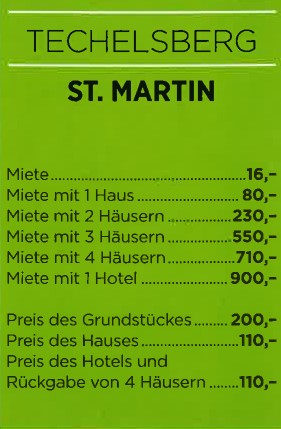 TECHELSBERG
ST. MARTIN
Miete....................................16,–
Miete mit 1 Haus................... 80,–
Miete mit 2 Häusern............230,–
Miete mit 3 Häusern............550,–
Miete mit 4 Häusern............710,–
Miete mit 1 Hotel ................900,–
Preis des Grundstückes.........200,–
Preis des Hauses..................110,–
Preis des Hotels und
Rückgabe von 4 Häusern ........110,–